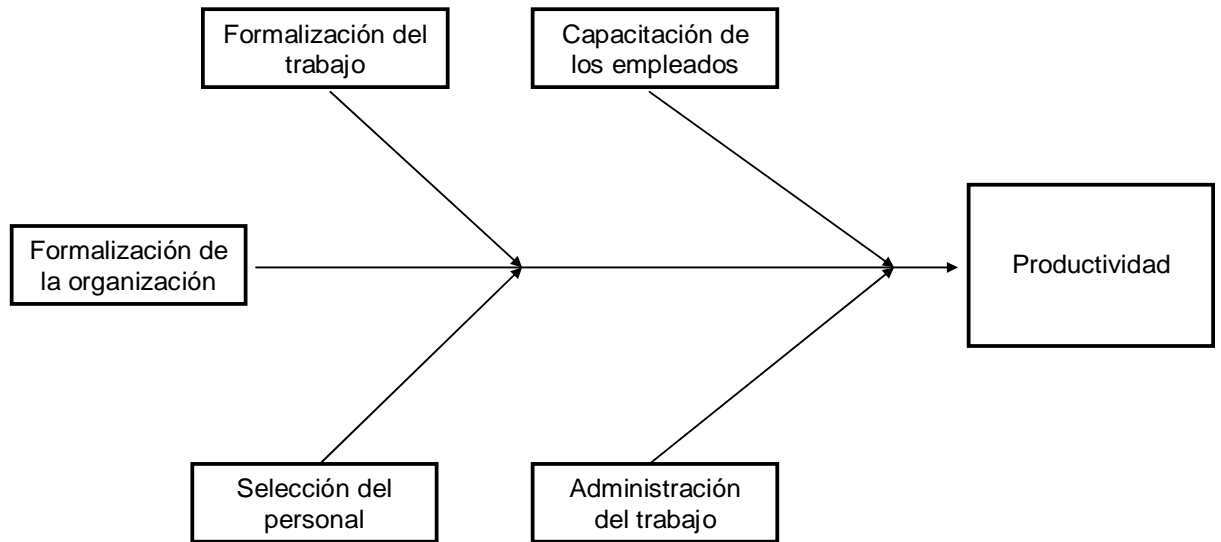 Formalización del
trabajo
Capacitación de
los empleados
Formalización de
la organización
Productividad
Selección del
personal
Administración
del trabajo